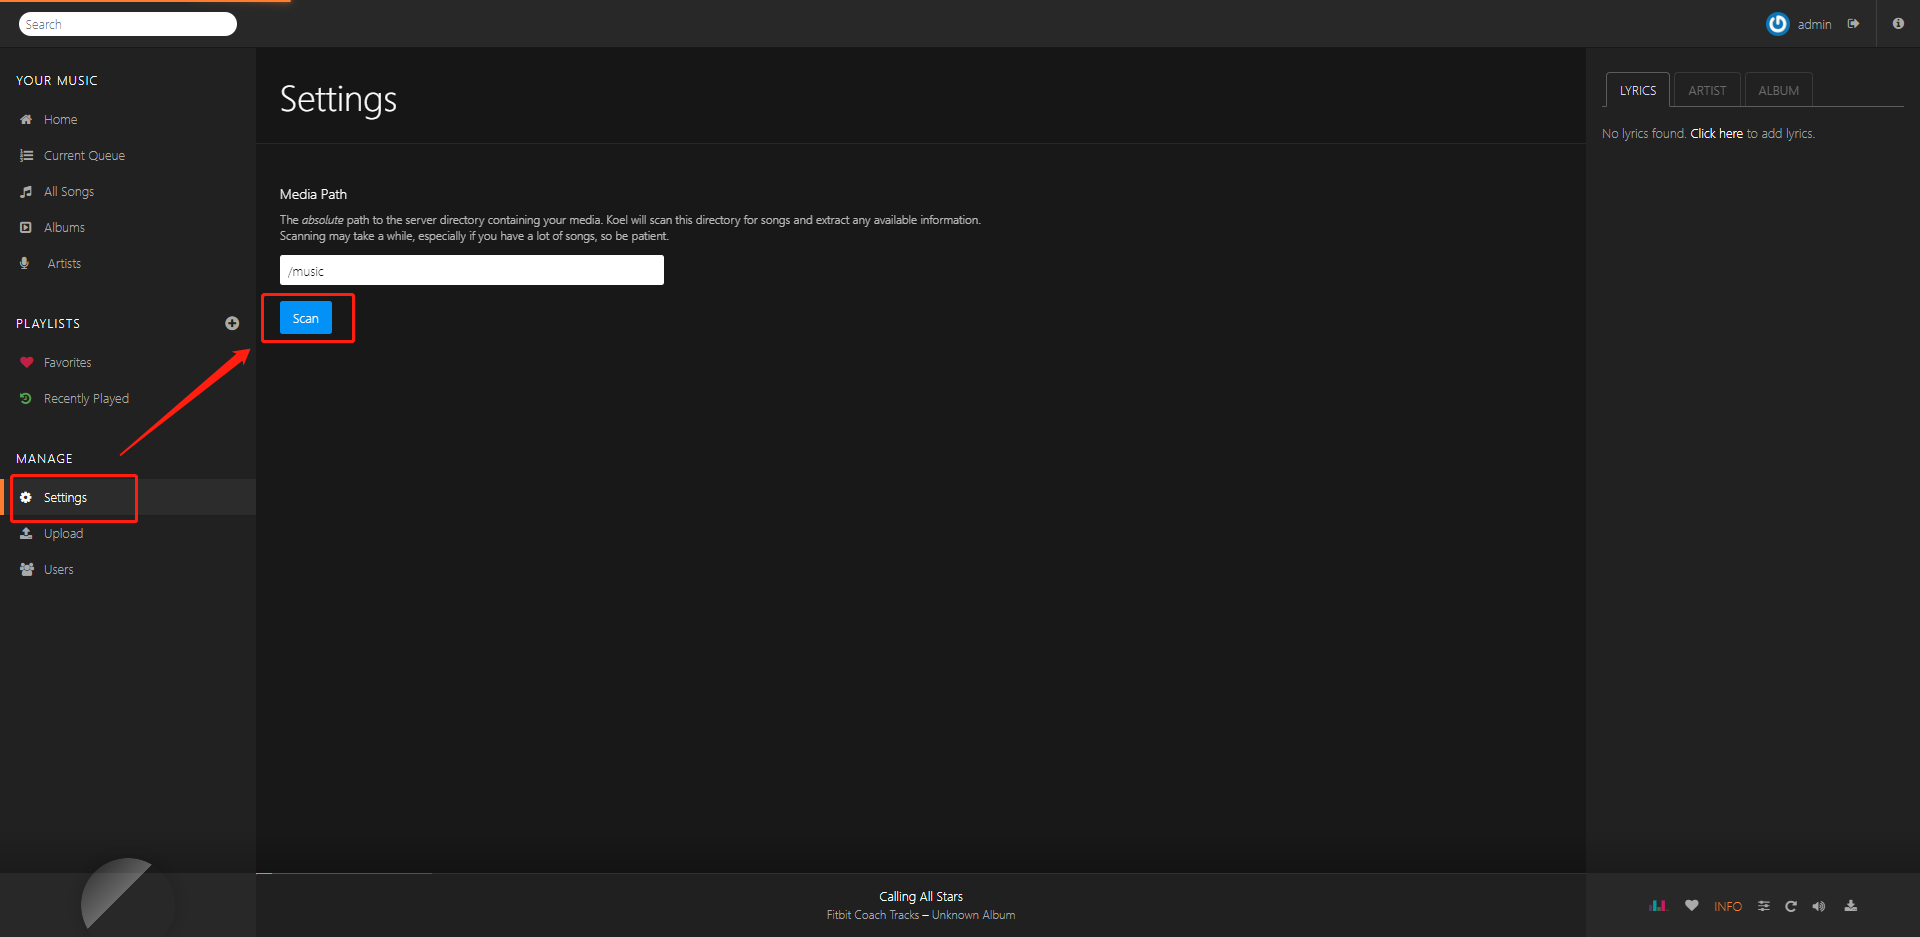 Search
admin
YOUR MUSIC
Home
Current Queue
All Songs
Albums
Artists
PLAYLISTS
Favorites
Recently Played
MANAGE
Settings
Upload
Users
Settings
Media Path
The absolute path to the server directory containing your media. Koel will scan this directory for songs and extract any available information.
Scanning may take a while, especially if you have a lot of songs, so be patient.
/music
Scan
LYRICS
ARTIST
ALBUM
No lyrics found. Click here to add lyrics.
Calling All Stars
Fitbit Coach Tracks – Unknown Album
INFO